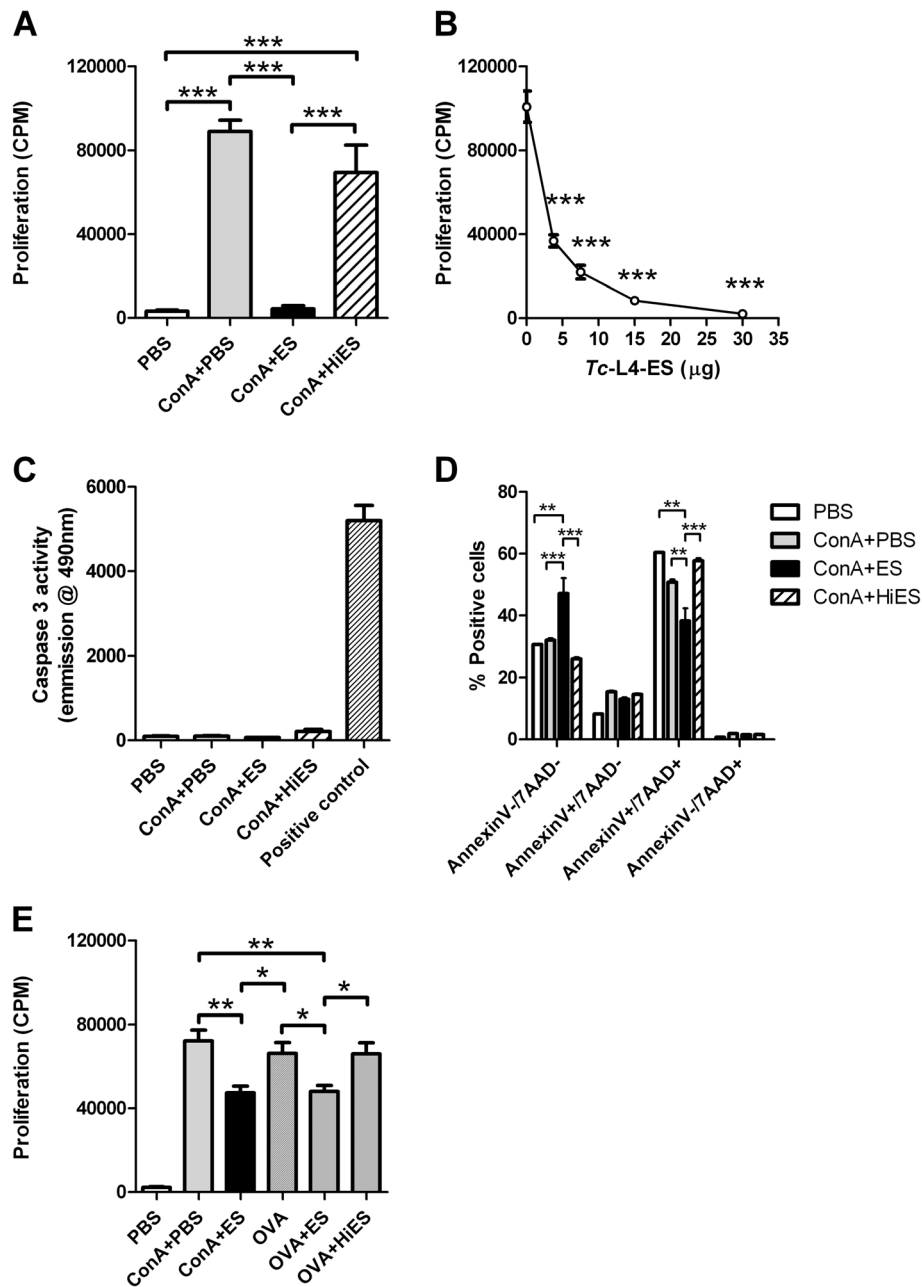 A
***
***
***
***
120000
80000
40000
0
Proliferation (CPM)
PBS
ConA+PBS
ConA+ES
ConA+HiES
B
120000
80000
40000
0
Proliferation (CPM)
***
***
***
***
0 5 10 15 20 25 30 35
Tc-L4-ES (μg)
C
6000
4000
2000
0
Caspase 3 activity
(emmission @ 490nm)
PBS
ConA+PBS
ConA+ES
ConA+HiES
Positive control
D
80
60
40
20
0
% Positive cells
**
***
***
**
***
**
AnnexinV-/7AAD-
AnnexinV+/7AAD-
AnnexinV+/7AAD+
AnnexinV-/7AAD+
PBS
ConA+PBS
ConA+ES
ConA+HiES
E
120000
80000
40000
0
Proliferation (CPM)
**
*
*
**
*
PBS
ConA+PBS
ConA+ES
OVA
OVA+ES
OVA+HiES